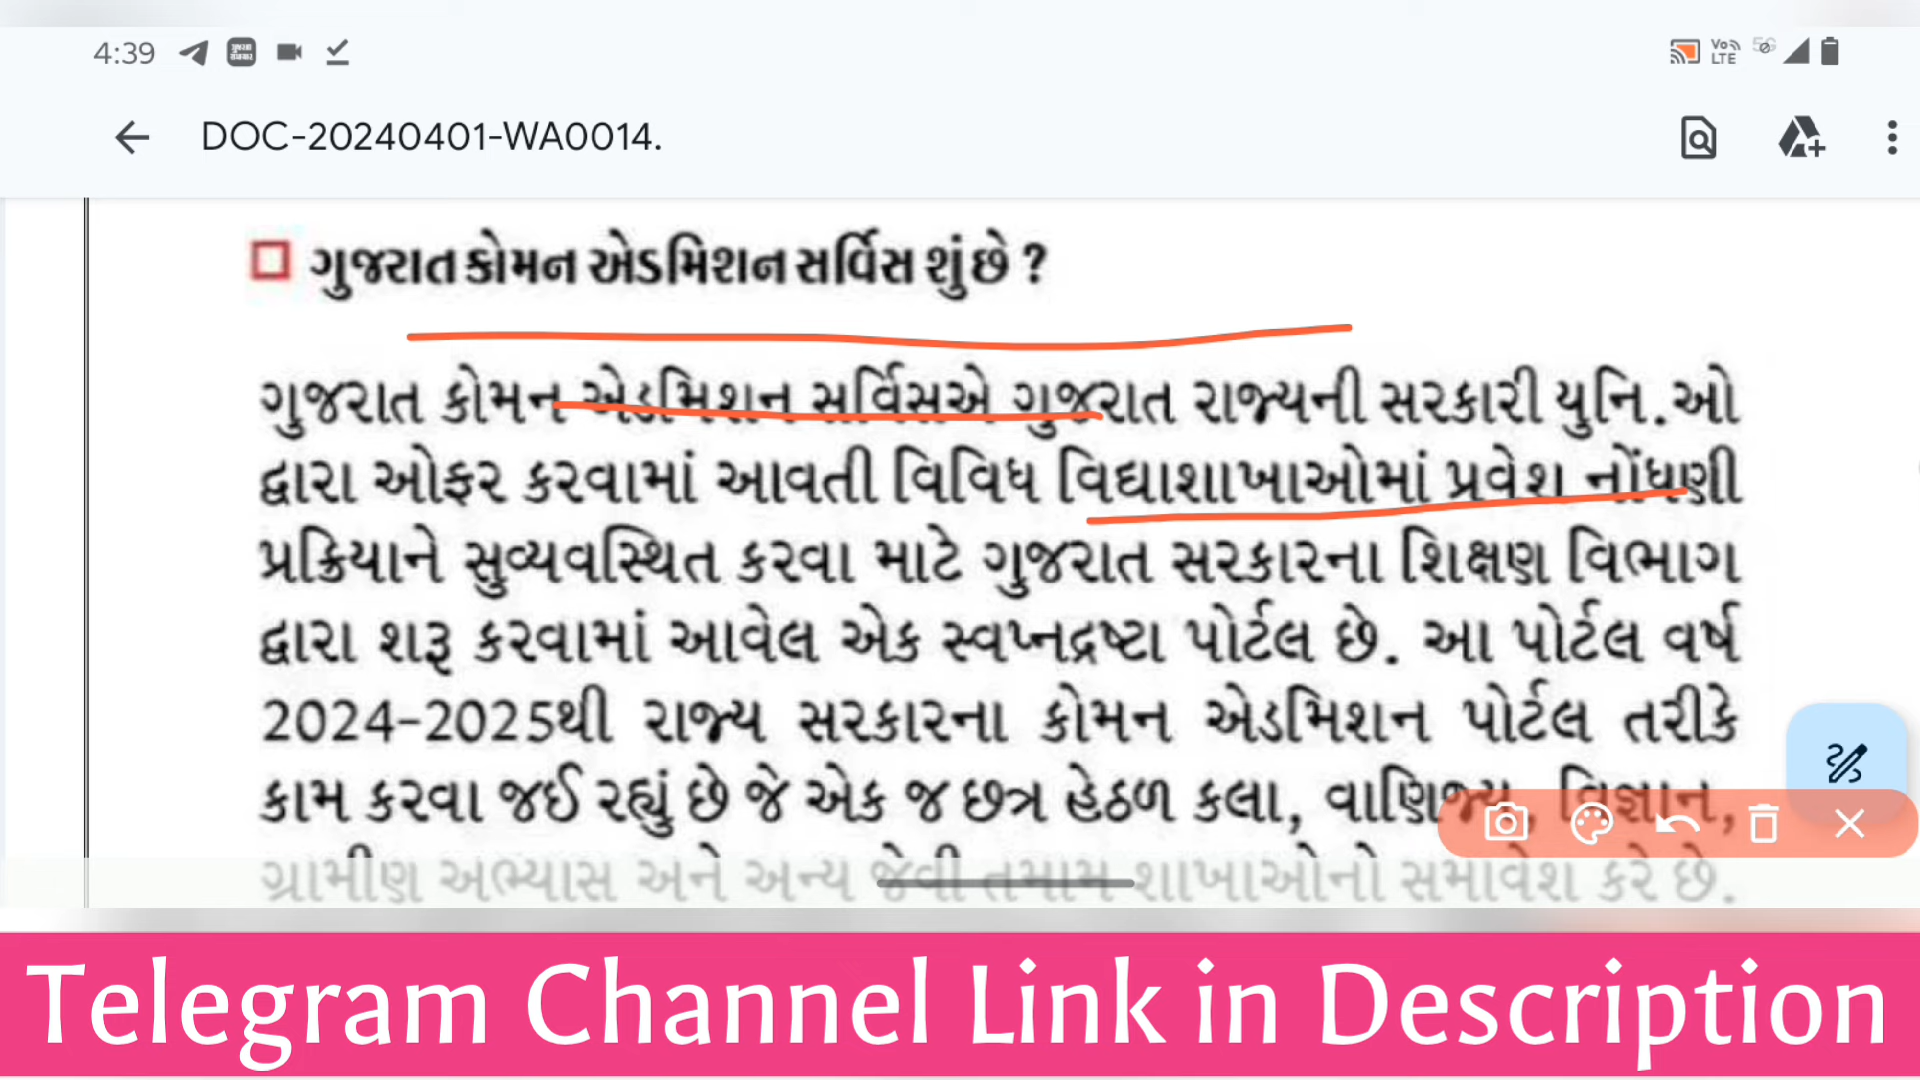 4:39
VoLTE 5G
DOC-20240401-WA0014.
ગુજરાત કોમન એડમિશન સર્વિસ શું છે ?
ગુજરાત કોમન એડમિશન સર્વિસએ ગુજરાત રાજ્યની સરકારી યુનિ.ઓ
દ્વારા ઓફર કરવામાં આવતી વિવિધ વિદ્યાશાખાઓમાં પ્રવેશ નોંધણી
પ્રક્રિયાને સુવ્યવસ્થિત કરવા માટે ગુજરાત સરકારના શિક્ષણ વિભાગ
દ્વારા શરૂ કરવામાં આવેલ એક સ્વપ્નદ્રષ્ટા પોર્ટલ છે. આ પોર્ટલ વર્ષ
2024-2025થી રાજ્ય સરકારના કોમન એડમિશન પોર્ટલ તરીકે
કામ કરવા જઈ રહ્યું છે જે એક જ છત્ર હેઠળ કલા, વાણિજ્ય, વિજ્ઞાન,
ગ્રામીણ અભ્યાસ અને અન્ય જેવી તમામ શાખાઓનો સમાવેશ કરે છે.
Telegram Channel Link in Description